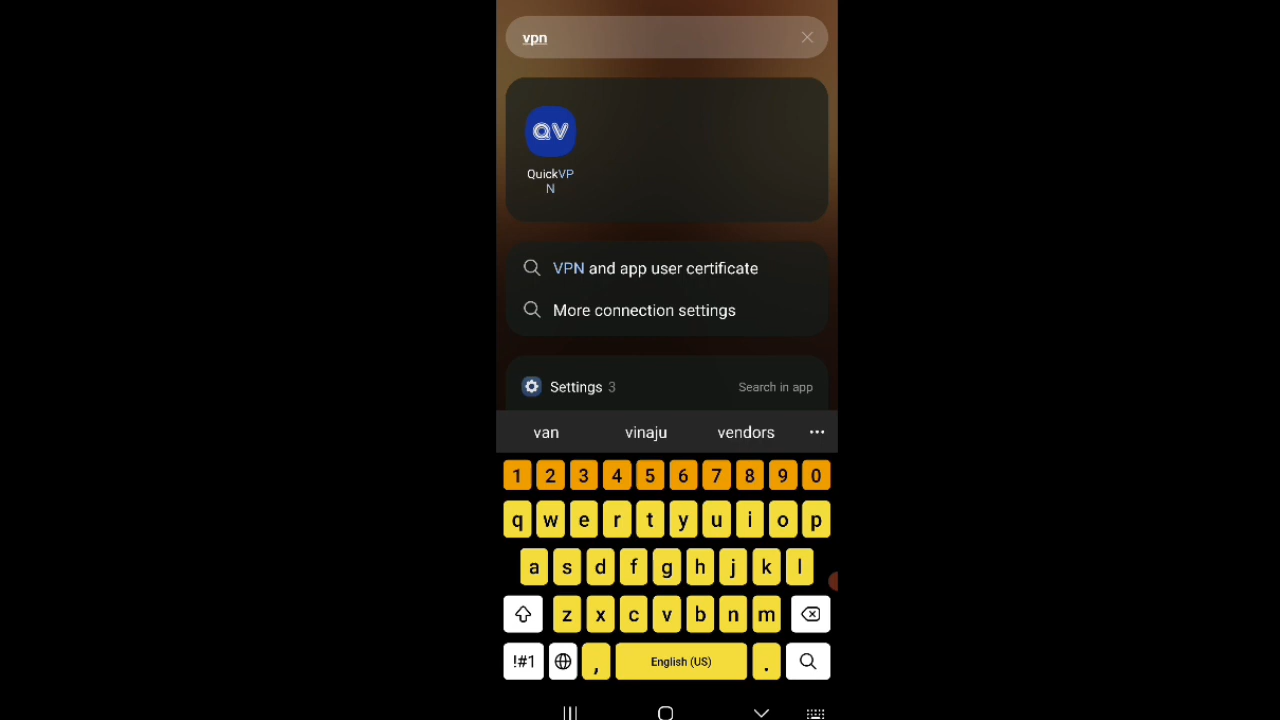 vpn
QV
QuickVP
N
VPN and app user certificate
More connection settings
Settings 3 Search in app
van vinaju vendors
1 2 3 4 5 6 7 8 9 0
q w e r t y u i o p
a s d f g h j k l
z x c v b n m
!#1 , English (US) .